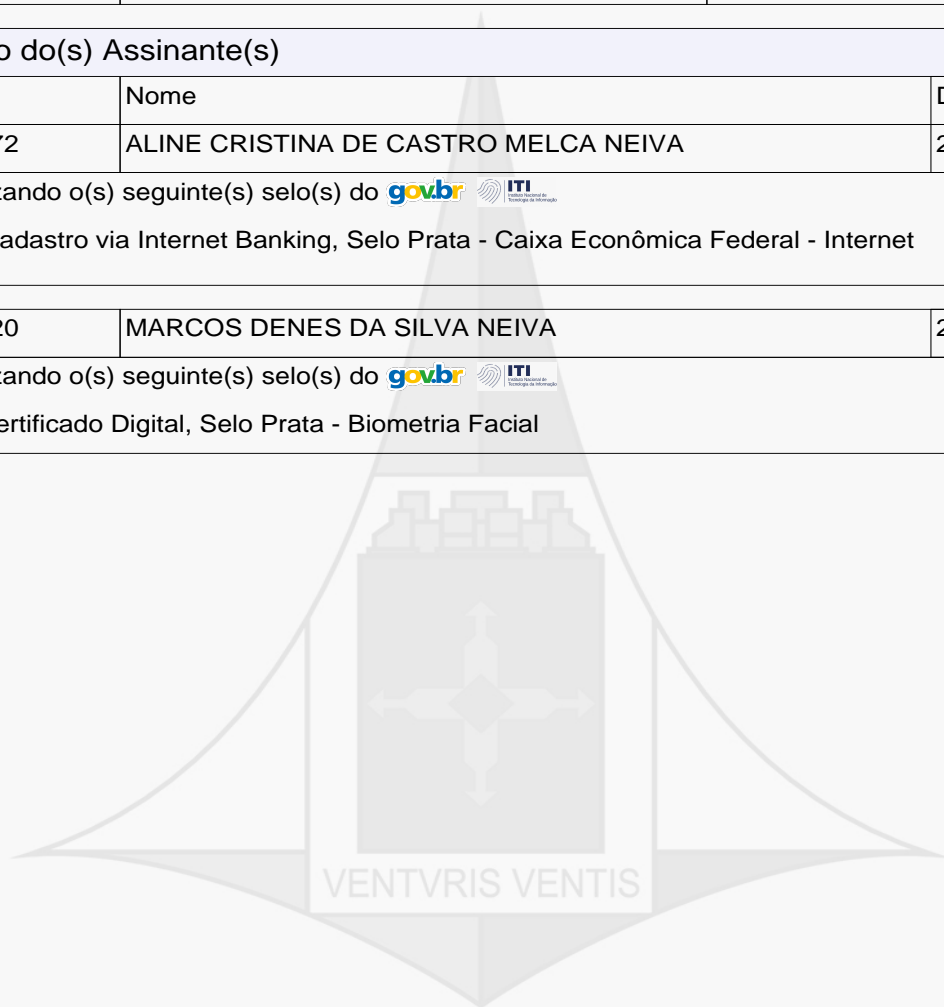 o do(s) Assinante(s)
Nome D
72 ALINE CRISTINA DE CASTRO MELCA NEIVA 2
zando o(s) seguinte(s) selo(s) do gov.br ITI
adastro via Internet Banking, Selo Prata - Caixa Econômica Federal - Internet
20 MARCOS DENES DA SILVA NEIVA 2
zando o(s) seguinte(s) selo(s) do gov.br ITI
ertificado Digital, Selo Prata - Biometria Facial
VENTVRIS VENTIS